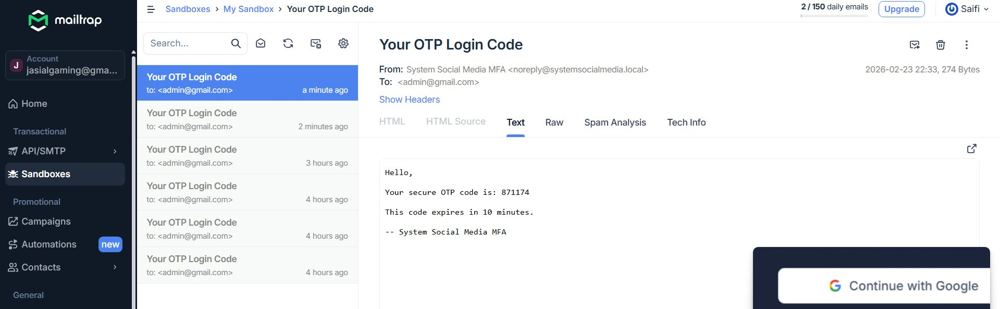 mailtrap
Account
J
jasialgaming@gma...
Home
Transactional
API/SMTP
Sandboxes
Promotional
Campaigns
Automations new
Contacts
General
Sandboxes › My Sandbox › Your OTP Login Code
2 / 150 daily emails
Upgrade
Saifi
Search...
Your OTP Login Code
to: <admin@gmail.com> a minute ago
Your OTP Login Code
to: <admin@gmail.com> 2 minutes ago
Your OTP Login Code
to: <admin@gmail.com> 3 hours ago
Your OTP Login Code
to: <admin@gmail.com> 4 hours ago
Your OTP Login Code
to: <admin@gmail.com> 4 hours ago
Your OTP Login Code
to: <admin@gmail.com> 4 hours ago
Your OTP Login Code
From: System Social Media MFA <noreply@systemsocialmedia.local> 2026-02-23 22:33, 274 Bytes
To: <admin@gmail.com>
Show Headers
HTML HTML Source Text Raw Spam Analysis Tech Info
Hello,
Your secure OTP code is: 871174
This code expires in 10 minutes.
-- System Social Media MFA
Continue with Google